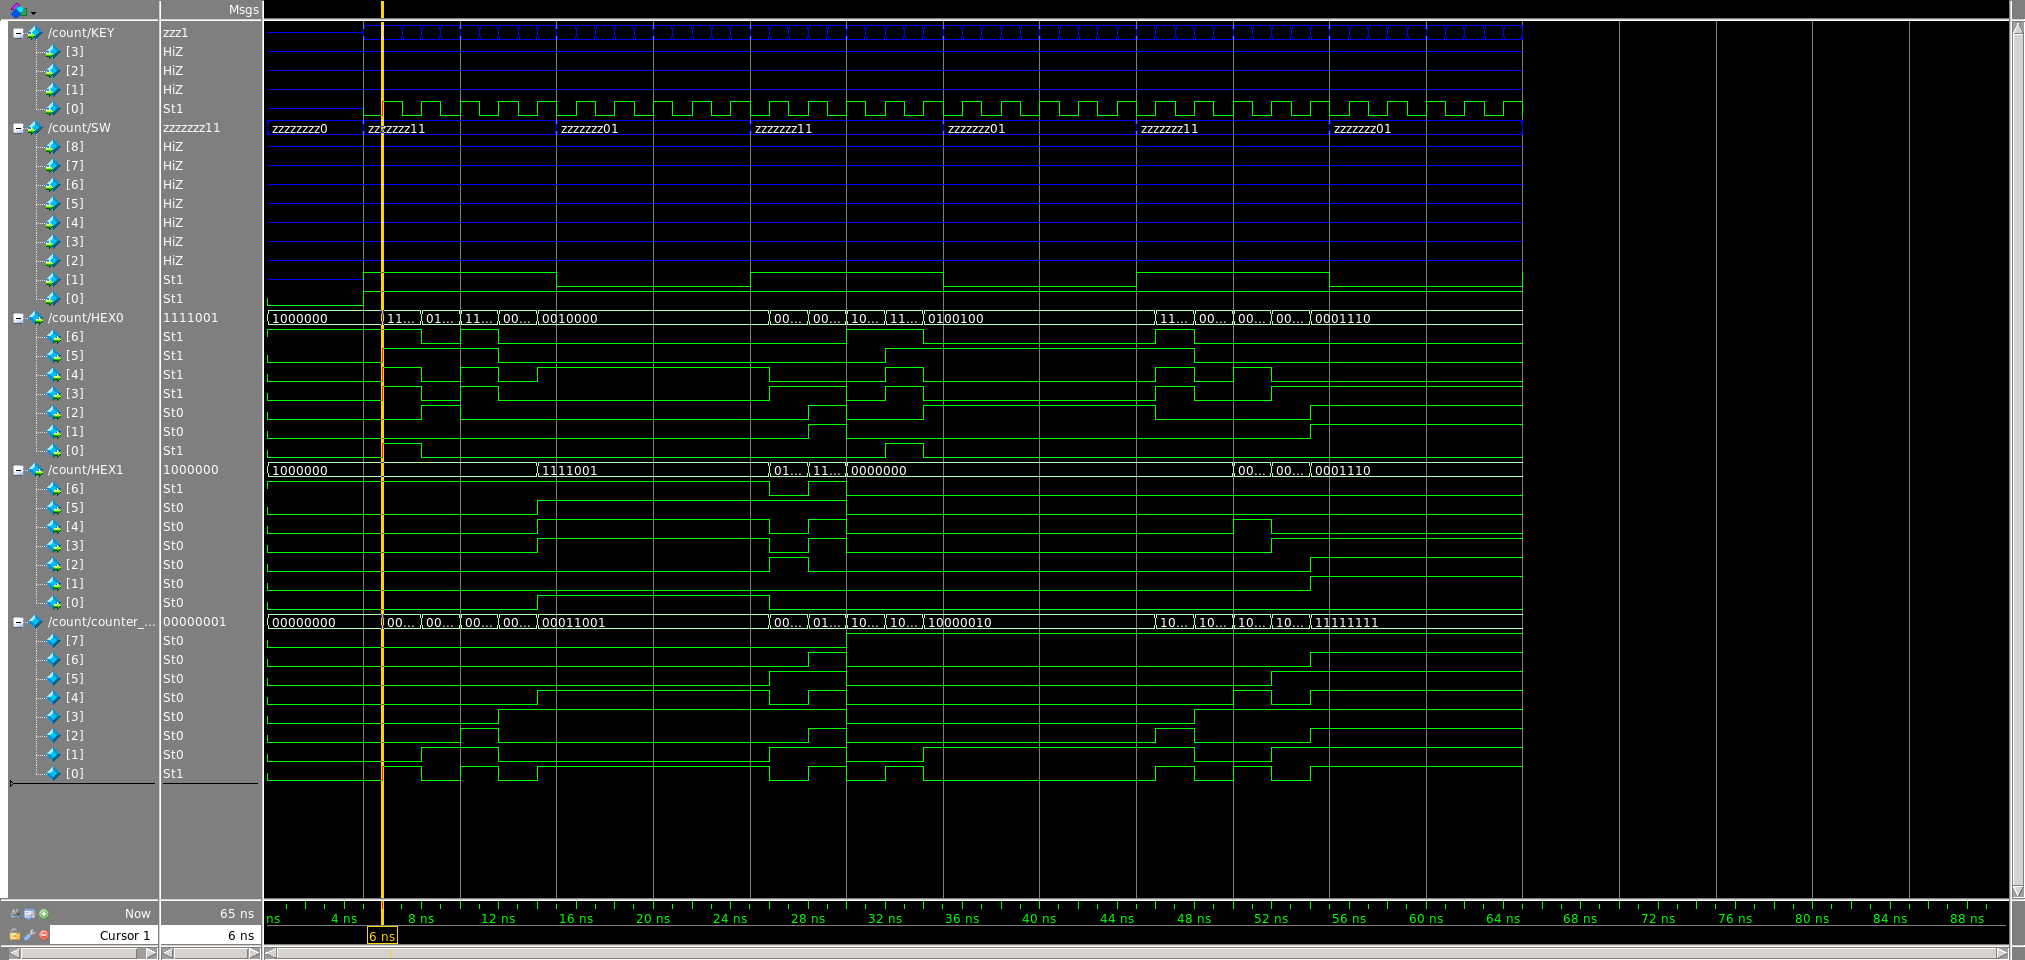 Msgs
/count/KEY zzz1
[3] HiZ
[2] HiZ
[1] HiZ
[0] St1
/count/SW zzzzzzz11 zzzzzzzz0 zzzzzzz11 zzzzzzz01 zzzzzzz11 zzzzzzz01 zzzzzzz11 zzzzzzz01
[8] HiZ
[7] HiZ
[6] HiZ
[5] HiZ
[4] HiZ
[3] HiZ
[2] HiZ
[1] St1
[0] St1
/count/HEX0 1111001 1000000 11... 01... 11... 00... 0010000 00... 00... 10... 11... 0100100 11... 00... 00... 00... 0001110
[6] St1
[5] St1
[4] St1
[3] St1
[2] St0
[1] St0
[0] St1
/count/HEX1 1000000 1000000 1111001 01... 11... 0000000 00... 00... 0001110
[6] St1
[5] St0
[4] St0
[3] St0
[2] St0
[1] St0
[0] St0
/count/counter_... 00000001 00000000 00... 00... 00... 00... 00011001 00... 01... 10... 10... 10000010 10... 10... 10... 10... 11111111
[7] St0
[6] St0
[5] St0
[4] St0
[3] St0
[2] St0
[1] St0
[0] St1
Now 65 ns ns 4 ns 8 ns 12 ns 16 ns 20 ns 24 ns 28 ns 32 ns 36 ns 40 ns 44 ns 48 ns 52 ns 56 ns 60 ns 64 ns 68 ns 72 ns 76 ns 80 ns 84 ns 88 ns
Cursor 1 6 ns 6 ns